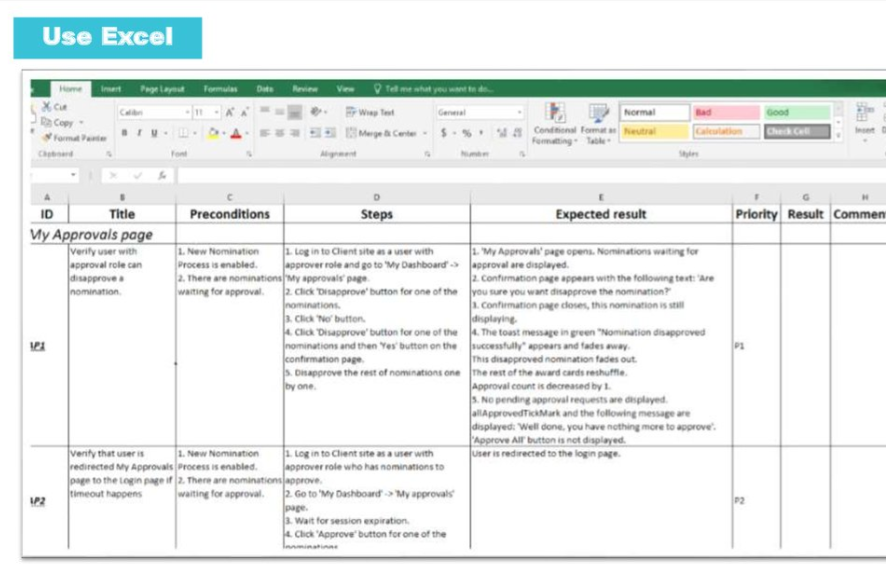 Use Excel
Home Insert Page Layout Formulas Data Review View Tell me what you want to do...
Cut
Copy
Format Painter
Clipboard
Calibri 11
B I U
Font
Wrap Text
Merge & Center
Alignment
General
$ % ,
Number
Conditional Formatting
Format as Table
Normal Bad Good
Neutral Calculation Check Cell
Styles
Insert
A B C D E F G H
ID Title Preconditions Steps Expected result Priority Result Commen
My Approvals page
AP1
Verify user with
approval role can
disapprove a
nomination.
1. New Nomination
Process is enabled.
2. There are nominations
waiting for approval.
1. Log in to Client site as a user with
approver role and go to 'My Dashboard' ->
'My approvals' page.
2. Click 'Disapprove' button for one of the
nominations.
3. Click 'No' button.
4. Click 'Disapprove' button for one of the
nominations and then 'Yes' button on the
confirmation page.
5. Disapprove the rest of nominations one
by one.
1. 'My Approvals' page opens. Nominations waiting for
approval are displayed.
2. Confirmation page appears with the following text: 'Are
you sure you want disapprove the nomination?'
3. Confirmation page closes, this nomination is still
displaying.
4. The toast message in green "Nomination disapproved
successfully" appears and fades away.
This disapproved nomination fades out.
The rest of the award cards reshuffle.
Approval count is decreased by 1.
5. No pending approval requests are displayed.
allApprovedTickMark and the following message are
displayed: 'Well done, you have nothing more to approve'.
'Approve All' button is not displayed.
P1
AP2
Verify that user is
redirected My Approvals
page to the Login page if
timeout happens
1. New Nomination
Process is enabled.
2. There are nominations
waiting for approval.
1. Log in to Client site as a user with
approver role who has nominations to
approve.
2. Go to 'My Dashboard' -> 'My approvals'
page.
3. Wait for session expiration.
4. Click 'Approve' button for one of the
nominations
User is redirected to the login page.
P2